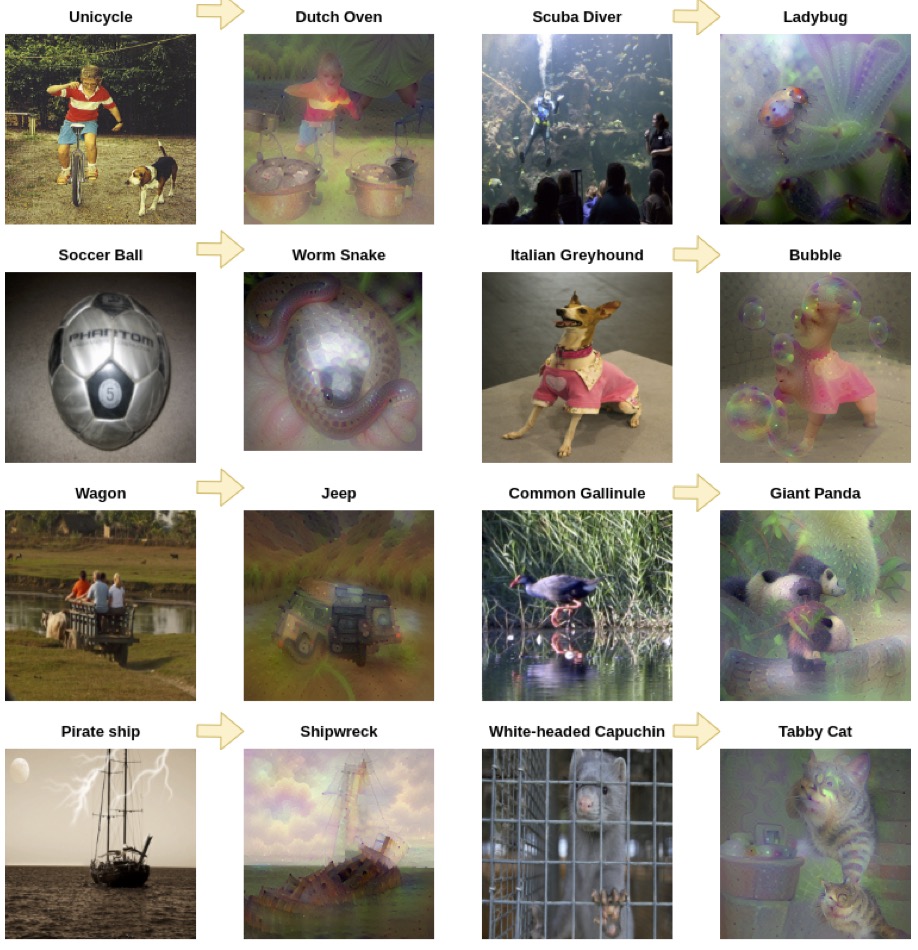 Unicycle
Dutch Oven
Scuba Diver
Ladybug
Soccer Ball
Worm Snake
Italian Greyhound
Bubble
PHANTOM
5
Wagon
Jeep
Common Gallinule
Giant Panda
Pirate ship
Shipwreck
White-headed Capuchin
Tabby Cat